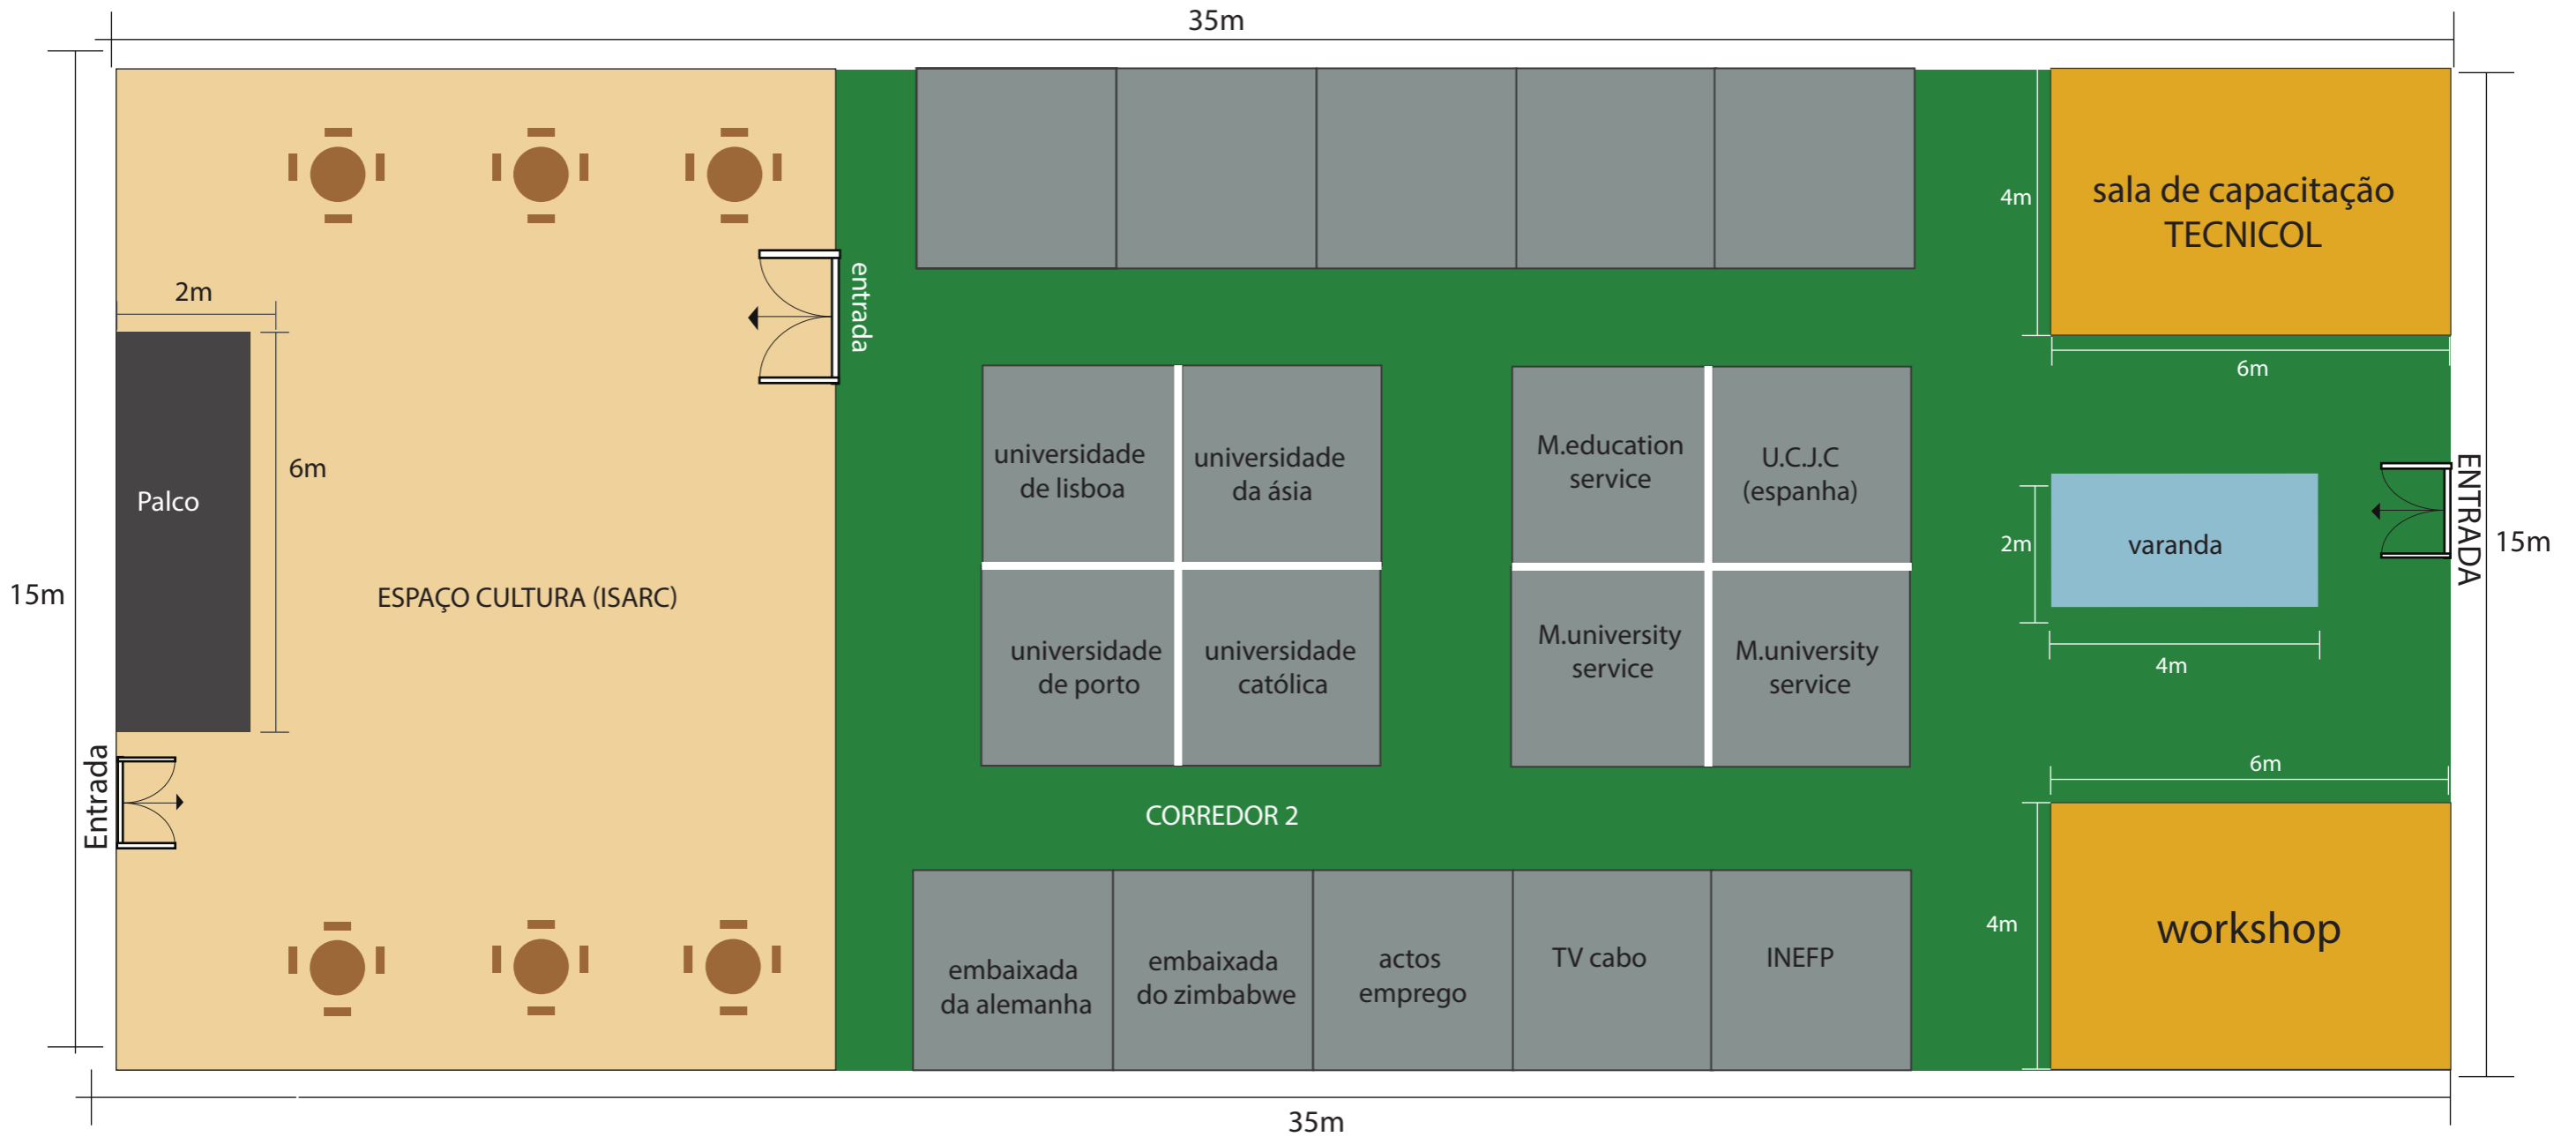 35m
4m
sala de capacitação
TECNICOL
entrada
2m
6m
universidade
de lisboa
universidade
da ásia
M.education
service
U.C.J.C
(espanha)
ENTRADA
6m
Palco
2m
varanda
15m
15m
ESPAÇO CULTURA (ISARC)
universidade
de porto
universidade
católica
M.university
service
M.university
service
4m
Entrada
6m
CORREDOR 2
4m
workshop
embaixada
da alemanha
embaixada
do zimbabwe
actos
emprego
TV cabo
INEFP
35m